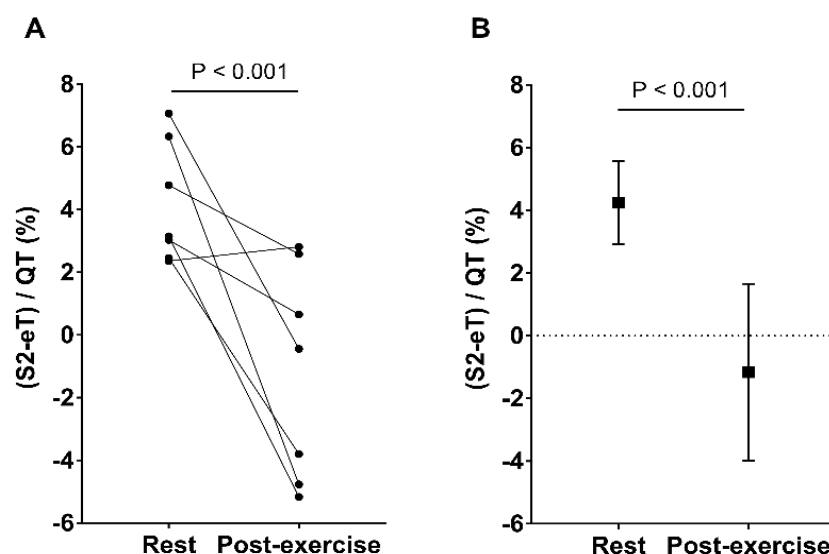 A
P < 0.001
(S2-eT) / QT (%)
8
6
4
2
0
-2
-4
-6
Rest Post-exercise
B
P < 0.001
(S2-eT) / QT (%)
8
6
4
2
0
-2
-4
-6
Rest Post-exercise